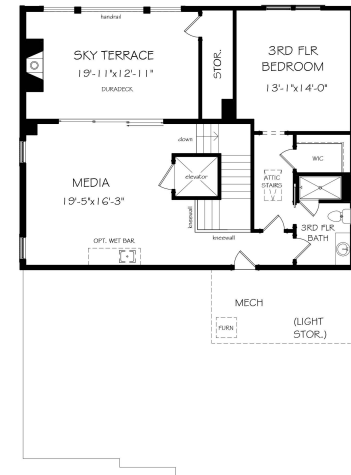 handrail
SKY TERRACE
19'-11"x12'-11"
DURADECK
STOR.
3RD FLR
BEDROOM
13'-1"x14'-0"
down
elevator
WIC
ATTIC
STAIRS
MEDIA
19'-5"x16'-3"
kneewall
kneewall
3RD FLR
BATH
OPT. WET BAR
MECH
FURN
(LIGHT
STOR.)